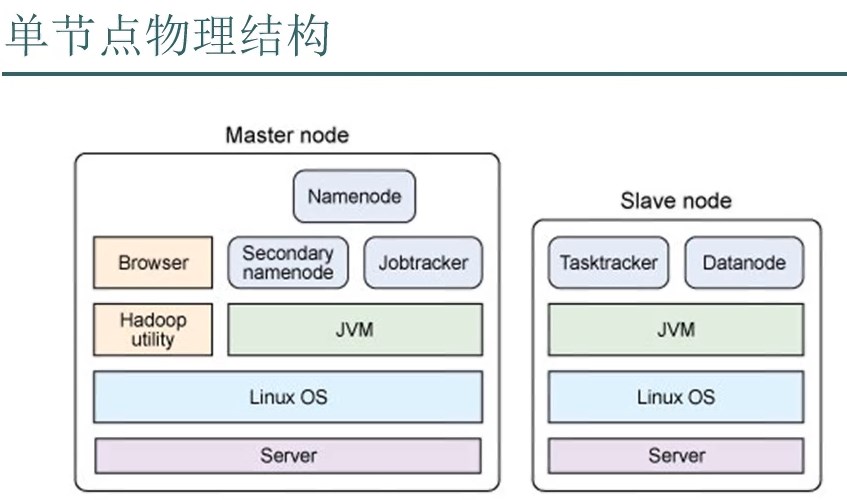 单节点物理结构
Master node
Namenode
Browser
Secondary
namenode
Jobtracker
Hadoop
utility
JVM
Linux OS
Server
Slave node
Tasktracker
Datanode
JVM
Linux OS
Server